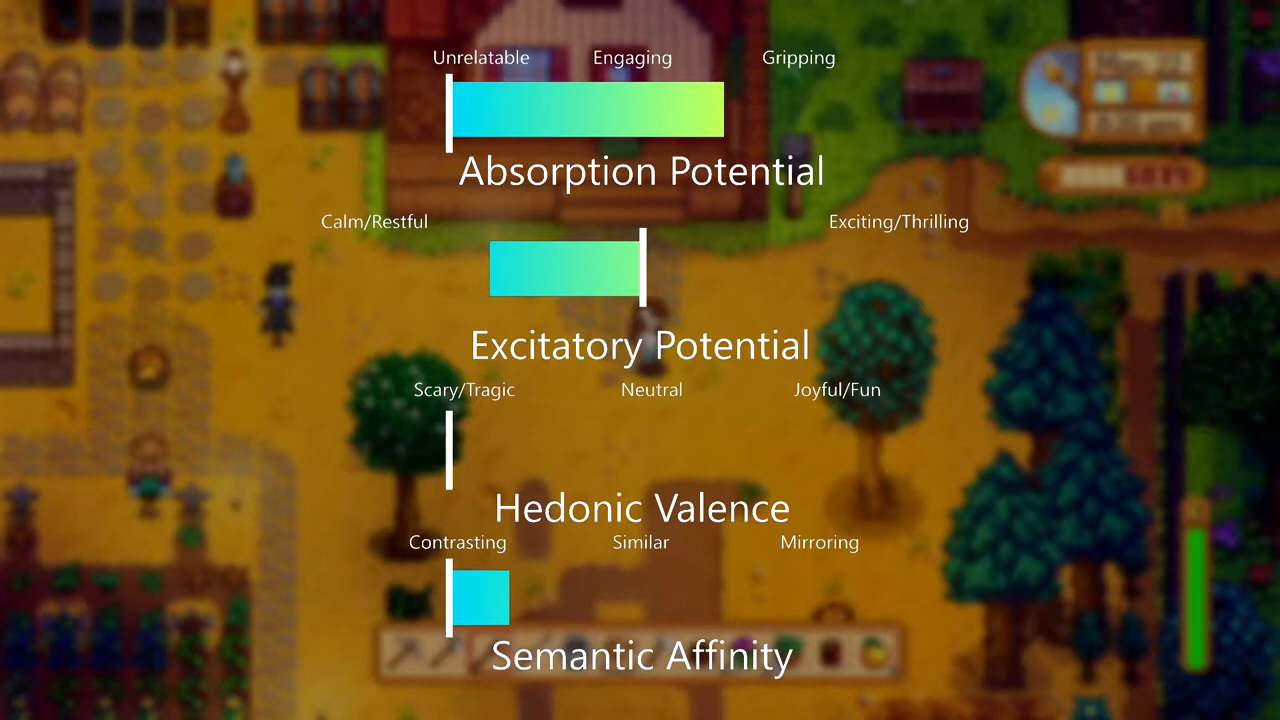 Unrelatable Engaging Gripping
Absorption Potential
Calm/Restful Exciting/Thrilling
Excitatory Potential
Scary/Tragic Neutral Joyful/Fun
Hedonic Valence
Contrasting Similar Mirroring
Semantic Affinity